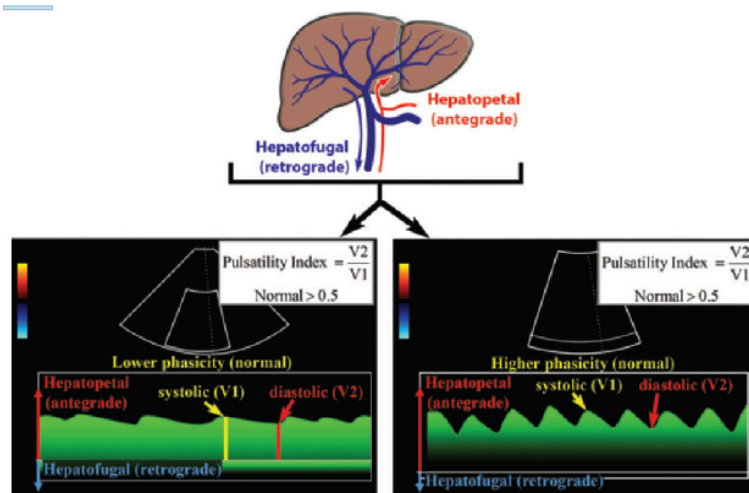 Hepatopetal
(antegrade)
Hepatofugal
(retrograde)
Pulsatility Index = V2
V1
Normal > 0.5
Lower phasicity (normal)
Hepatopetal
(antegrade)
systolic (V1)
diastolic (V2)
Hepatofugal (retrograde)
Pulsatility Index = V2
V1
Normal > 0.5
Higher phasicity (normal)
Hepatopetal
(antegrade)
systolic (V1)
diastolic (V2)
Hepatofugal (retrograde)